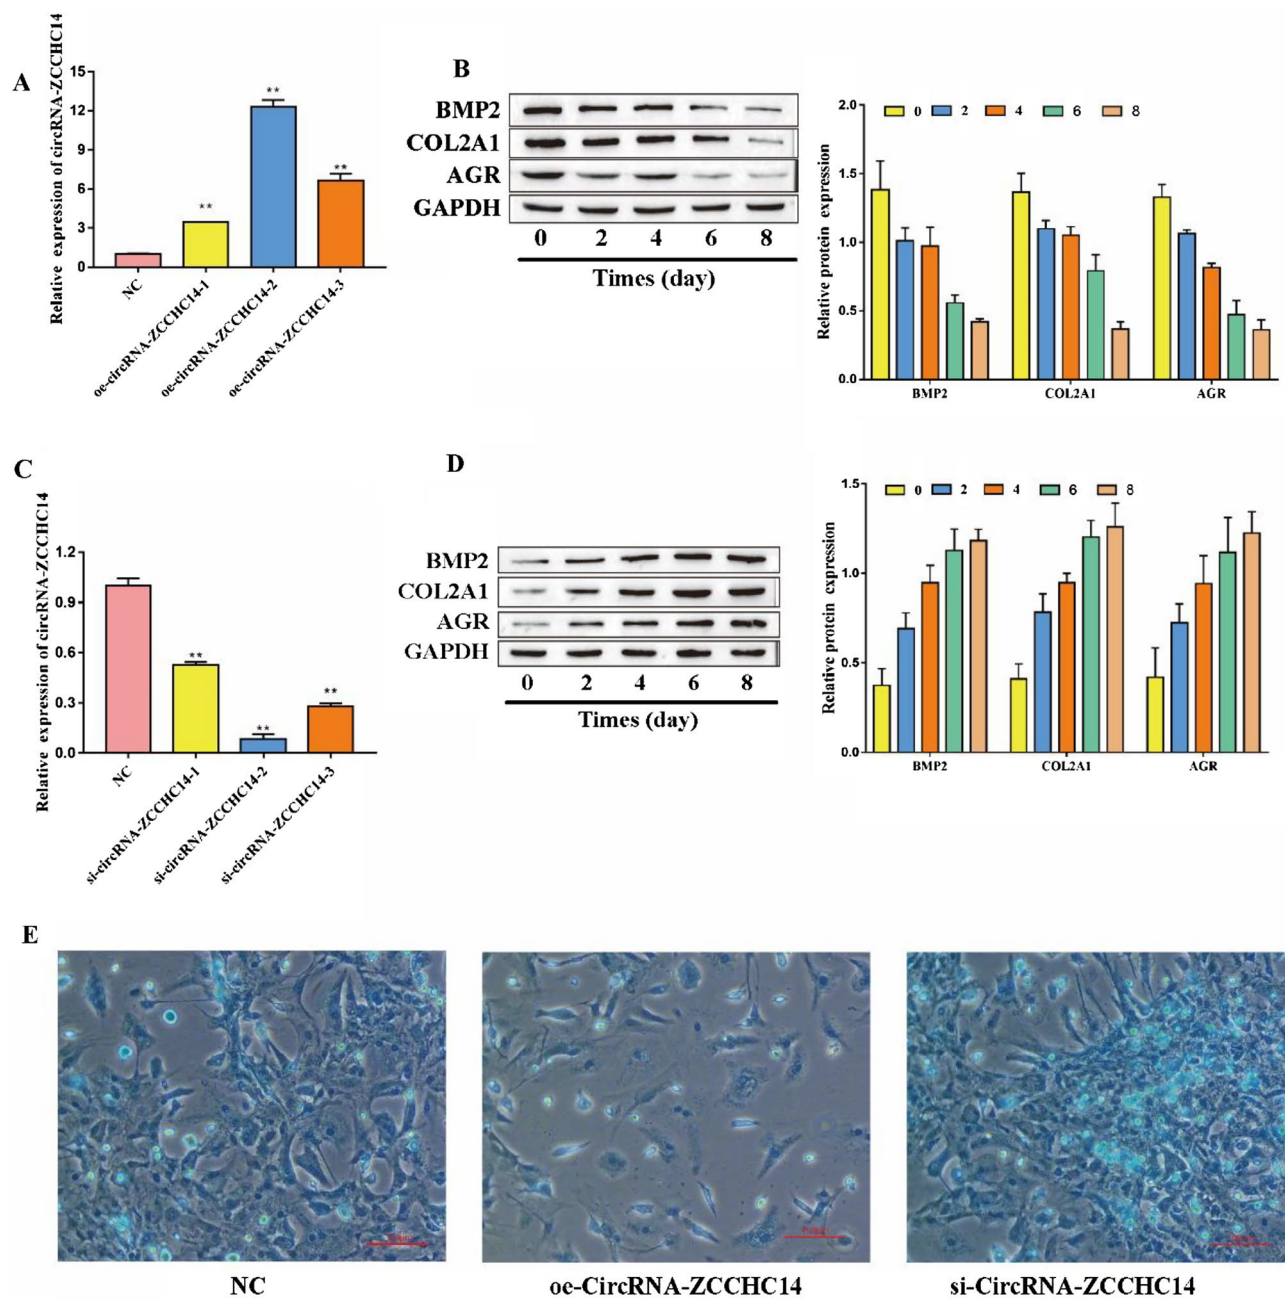 A
Relative expression of circRNA-ZCCHC14
15
12
9
6
3
0
**
**
**
NC
oe-circRNA-ZCCHC14-1
oe-circRNA-ZCCHC14-2
oe-circRNA-ZCCHC14-3
B
BMP2
COL2A1
AGR
GAPDH
0 2 4 6 8
Times (day)
Relative protein expression
2.0
1.5
1.0
0.5
0.0
0 2 4 6 8
BMP2 COL2A1 AGR
C
Relative expression of circRNA-ZCCHC14
1.2
0.9
0.6
0.3
0.0
**
**
**
NC
si-circRNA-ZCCHC14-1
si-circRNA-ZCCHC14-2
si-circRNA-ZCCHC14-3
D
BMP2
COL2A1
AGR
GAPDH
0 2 4 6 8
Times (day)
Relative protein expression
1.5
1.0
0.5
0.0
0 2 4 6 8
BMP2 COL2A1 AGR
E
NC
oe-CircRNA-ZCCHC14
si-CircRNA-ZCCHC14